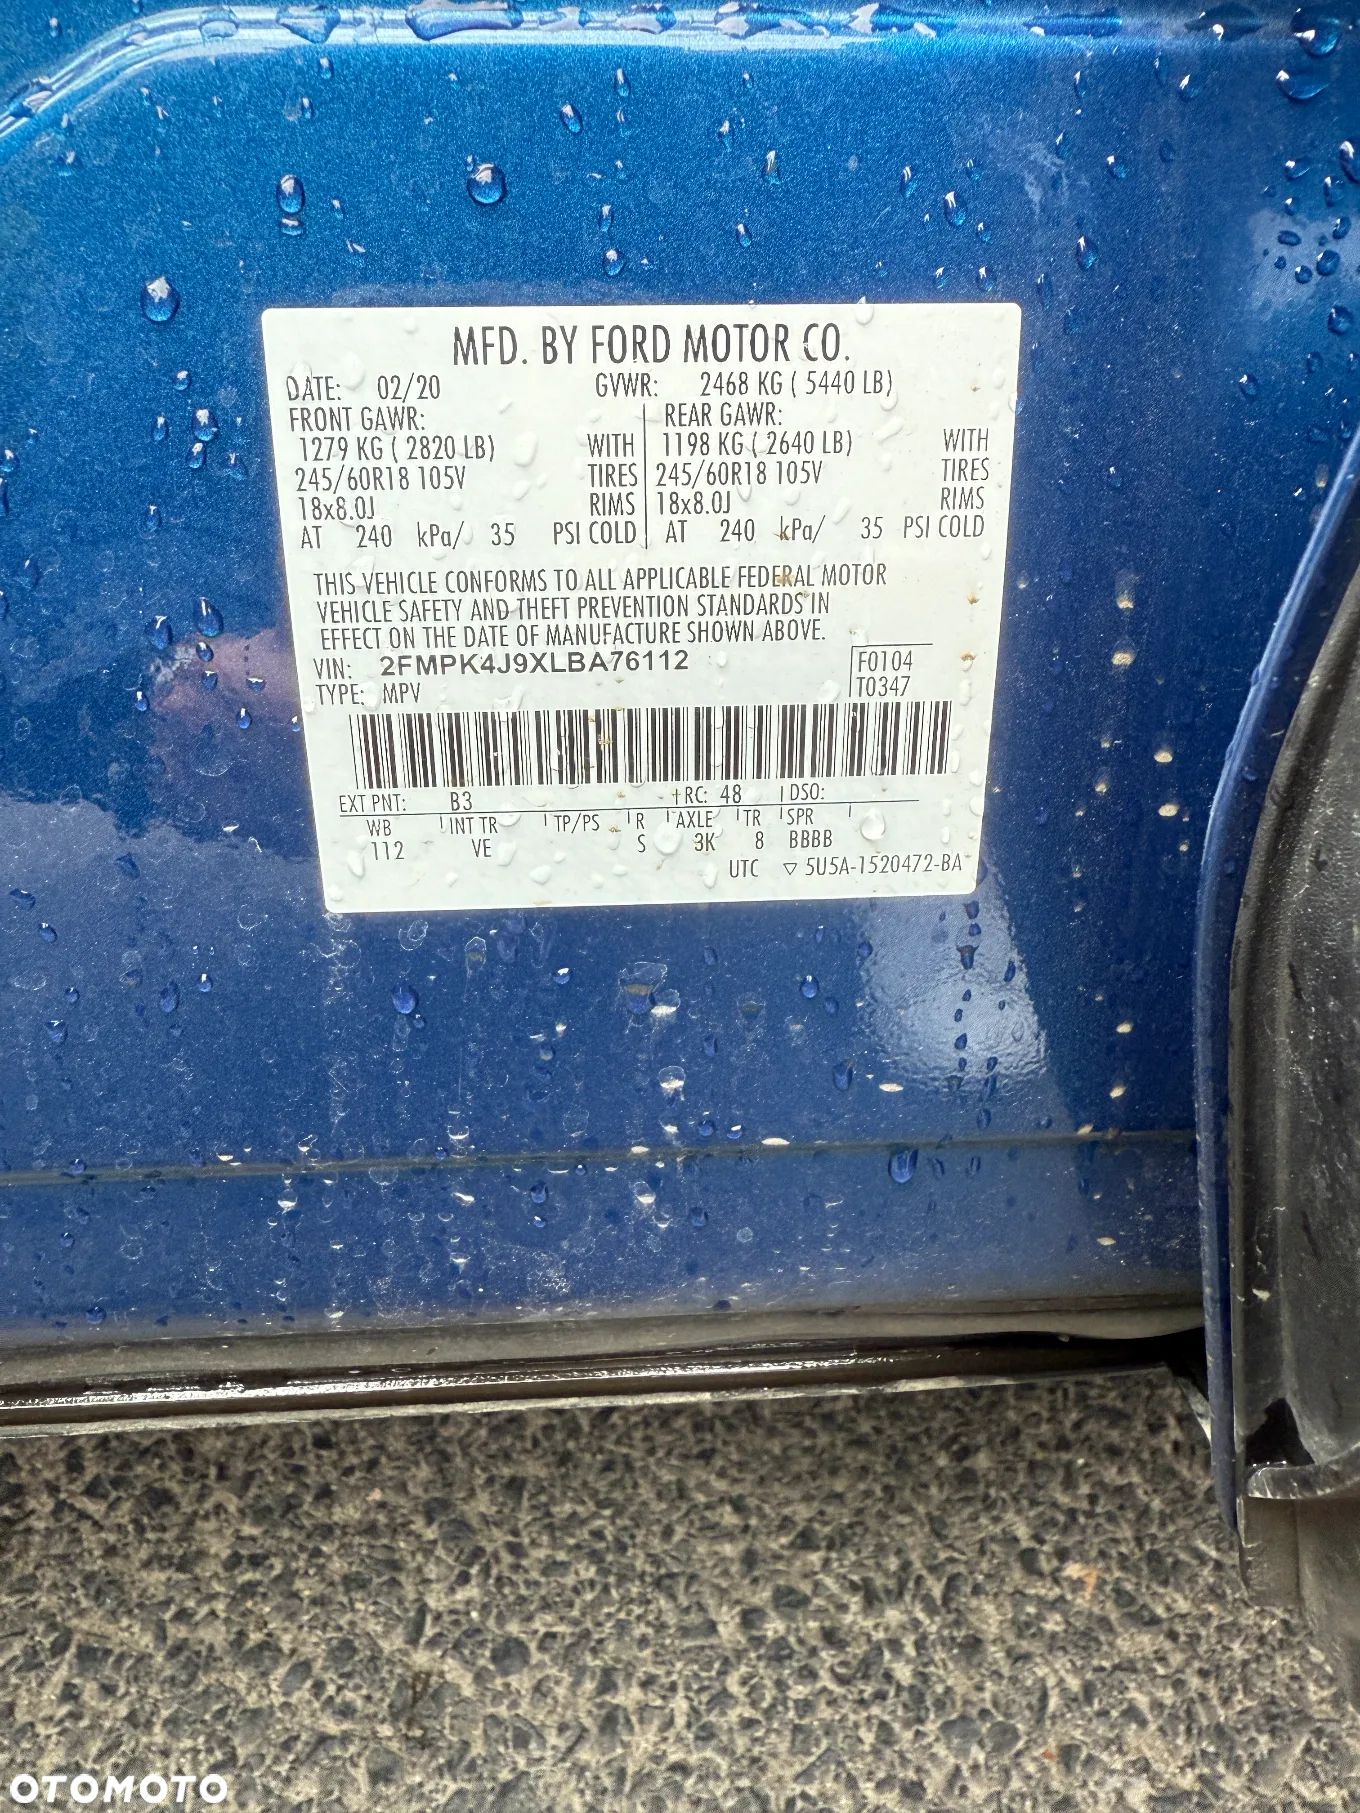 MFD. BY FORD MOTOR CO.
DATE: 02/20 GVWR: 2468 KG ( 5440 LB)
FRONT GAWR: REAR GAWR:
1279 KG ( 2820 LB) WITH 1198 KG ( 2640 LB) WITH
245/60R18 105V TIRES 245/60R18 105V TIRES
18x8.0J RIMS 18x8.0J RIMS
AT 240 kPa/ 35 PSI COLD AT 240 kPa/ 35 PSI COLD
THIS VEHICLE CONFORMS TO ALL APPLICABLE FEDERAL MOTOR
VEHICLE SAFETY AND THEFT PREVENTION STANDARDS IN
EFFECT ON THE DATE OF MANUFACTURE SHOWN ABOVE.
VIN: 2FMPK4J9XLBA76112 F0104
TYPE: MPV T0347
EXT PNT: B3 RC: 48 DSO:
WB INT TR TP/PS R AXLE TR SPR
112 VE S 3K 8 BBBB
UTC ▽ 5U5A-1520472-BA
OTOMOTO